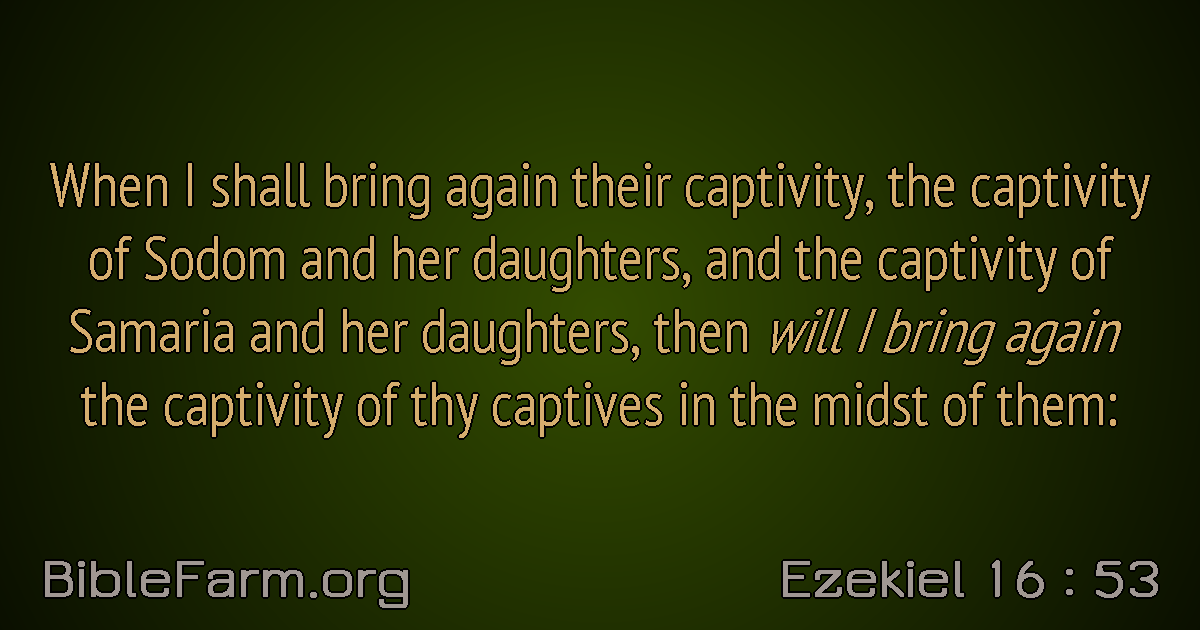 When I shall bring again their captivity, the captivity
of Sodom and her daughters, and the captivity of
Samaria and her daughters, then will I bring again
the captivity of thy captives in the midst of them:
BibleFarm.org
Ezekiel 16 : 53